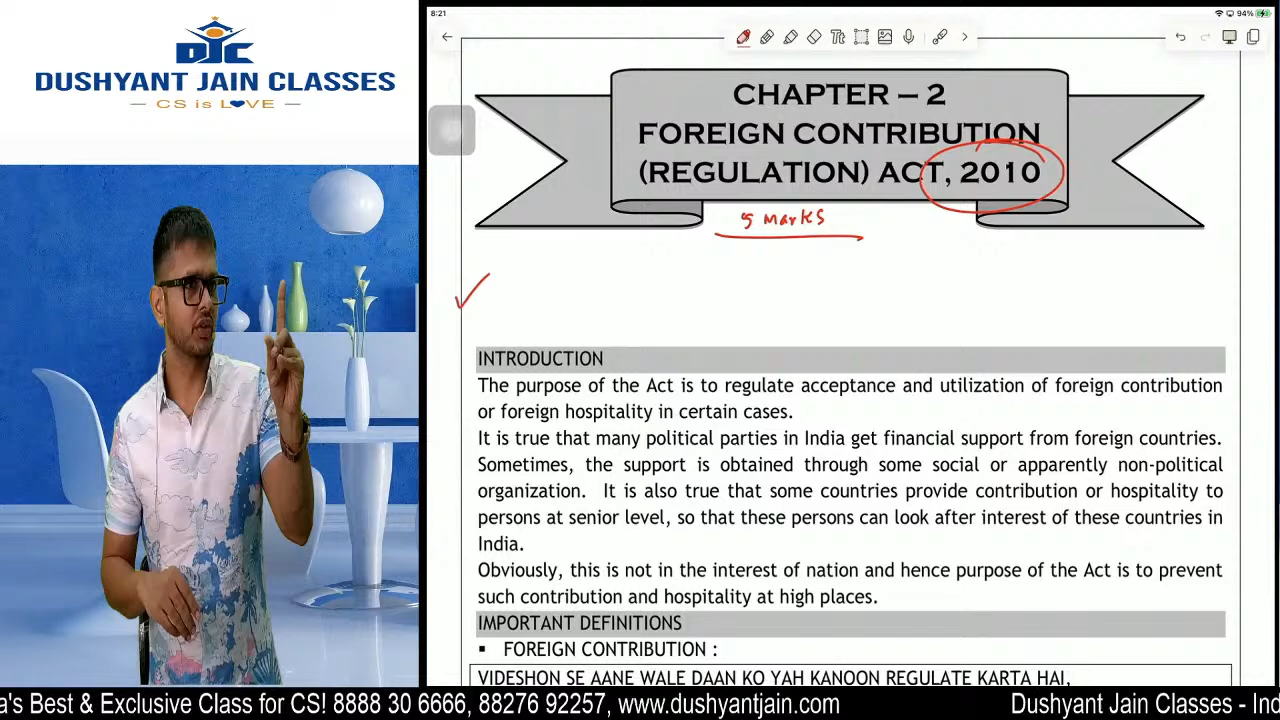 DJC
DUSHYANT JAIN CLASSES
CS is LOVE
8:21
94%
Tt
CHAPTER – 2
FOREIGN CONTRIBUTION
(REGULATION) ACT, 2010
5 marks
INTRODUCTION
The purpose of the Act is to regulate acceptance and utilization of foreign contribution
or foreign hospitality in certain cases.
It is true that many political parties in India get financial support from foreign countries.
Sometimes, the support is obtained through some social or apparently non-political
organization. It is also true that some countries provide contribution or hospitality to
persons at senior level, so that these persons can look after interest of these countries in
India.
Obviously, this is not in the interest of nation and hence purpose of the Act is to prevent
such contribution and hospitality at high places.
IMPORTANT DEFINITIONS
▪ FOREIGN CONTRIBUTION :
VIDESHON SE AANE WALE DAAN KO YAH KANOON REGULATE KARTA HAI,
a's Best & Exclusive Class for CS! 8888 30 6666, 88276 92257, www.dushyantjain.com
Dushyant Jain Classes - Ind